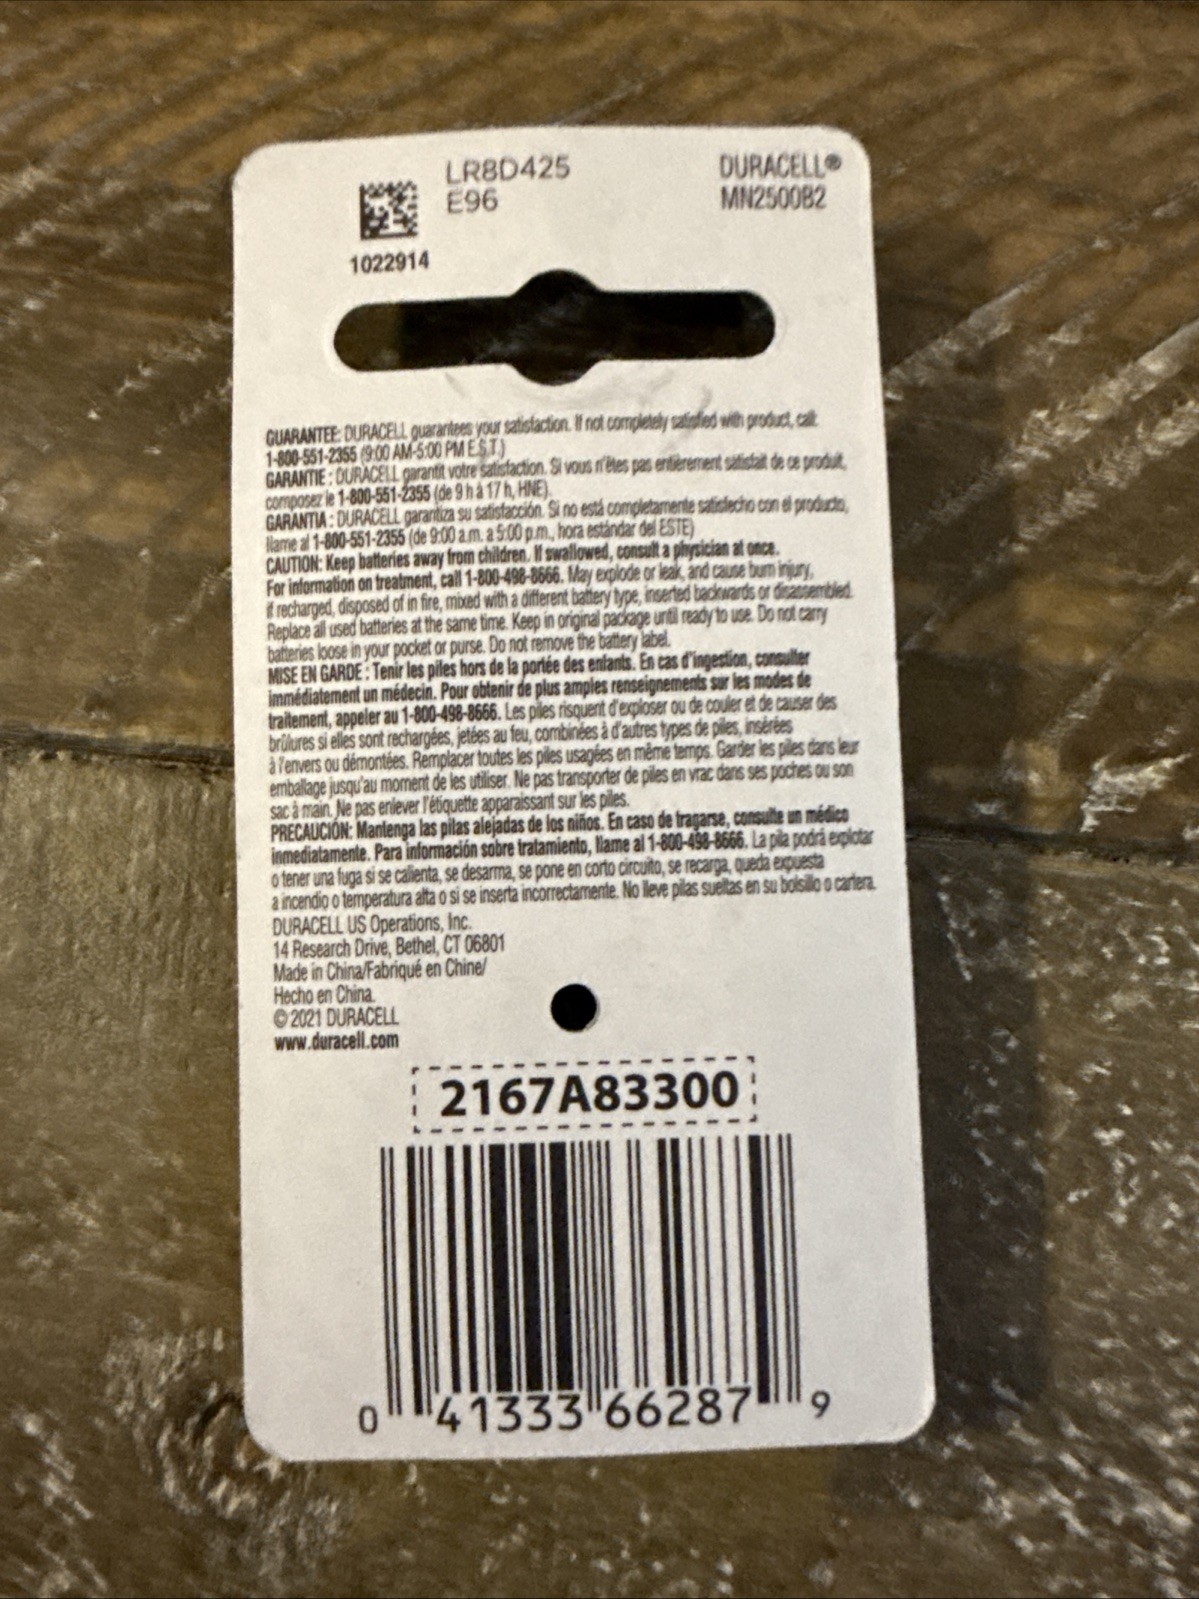 LR8D425
E96
DURACELL®
MN2500B2
1022914
GUARANTEE: DURACELL guarantees your satisfaction. If not completely satisfied with product, call:
1-800-551-2355 (9:00 AM-5:00 PM E.S.T.)
GARANTIE : DURACELL garantit votre satisfaction. Si vous n'êtes pas entièrement satisfait de ce produit,
composez le 1-800-551-2355 (de 9 h à 17 h, HNE).
GARANTIA : DURACELL garantiza su satisfacción. Si no está completamente satisfecho con el producto,
llame al 1-800-551-2355 (de 9:00 a.m. a 5:00 p.m., hora estándar del ESTE)
CAUTION: Keep batteries away from children. If swallowed, consult a physician at once.
For information on treatment, call 1-800-498-8666. May explode or leak, and cause burn injury,
if recharged, disposed of in fire, mixed with a different battery type, inserted backwards or disassembled.
Replace all used batteries at the same time. Keep in original package until ready to use. Do not carry
batteries loose in your pocket or purse. Do not remove the battery label.
MISE EN GARDE : Tenir les piles hors de la portée des enfants. En cas d'ingestion, consulter
immédiatement un médecin. Pour obtenir de plus amples renseignements sur les modes de
traitement, appeler au 1-800-498-8666. Les piles risquent d'exploser ou de couler et de causer des
brûlures si elles sont rechargées, jetées au feu, combinées à d'autres types de piles, insérées
à l'envers ou démontées. Remplacer toutes les piles usagées en même temps. Garder les piles dans leur
emballage jusqu'au moment de les utiliser. Ne pas transporter de piles en vrac dans ses poches ou son
sac à main. Ne pas enlever l'étiquette apparaissant sur les piles.
PRECAUCIÓN: Mantenga las pilas alejadas de los niños. En caso de tragarse, consulte un médico
inmediatamente. Para información sobre tratamiento, llame al 1-800-498-8666. La pila podrá explotar
o tener una fuga si se calienta, se desarma, se pone en corto circuito, se recarga, queda expuesta
a incendio o temperatura alta o si se inserta incorrectamente. No lleve pilas sueltas en su bolsillo o cartera.
DURACELL US Operations, Inc.
14 Research Drive, Bethel, CT 06801
Made in China/Fabriqué en Chine/
Hecho en China.
© 2021 DURACELL
www.duracell.com
2167A83300
0 41333 66287 9